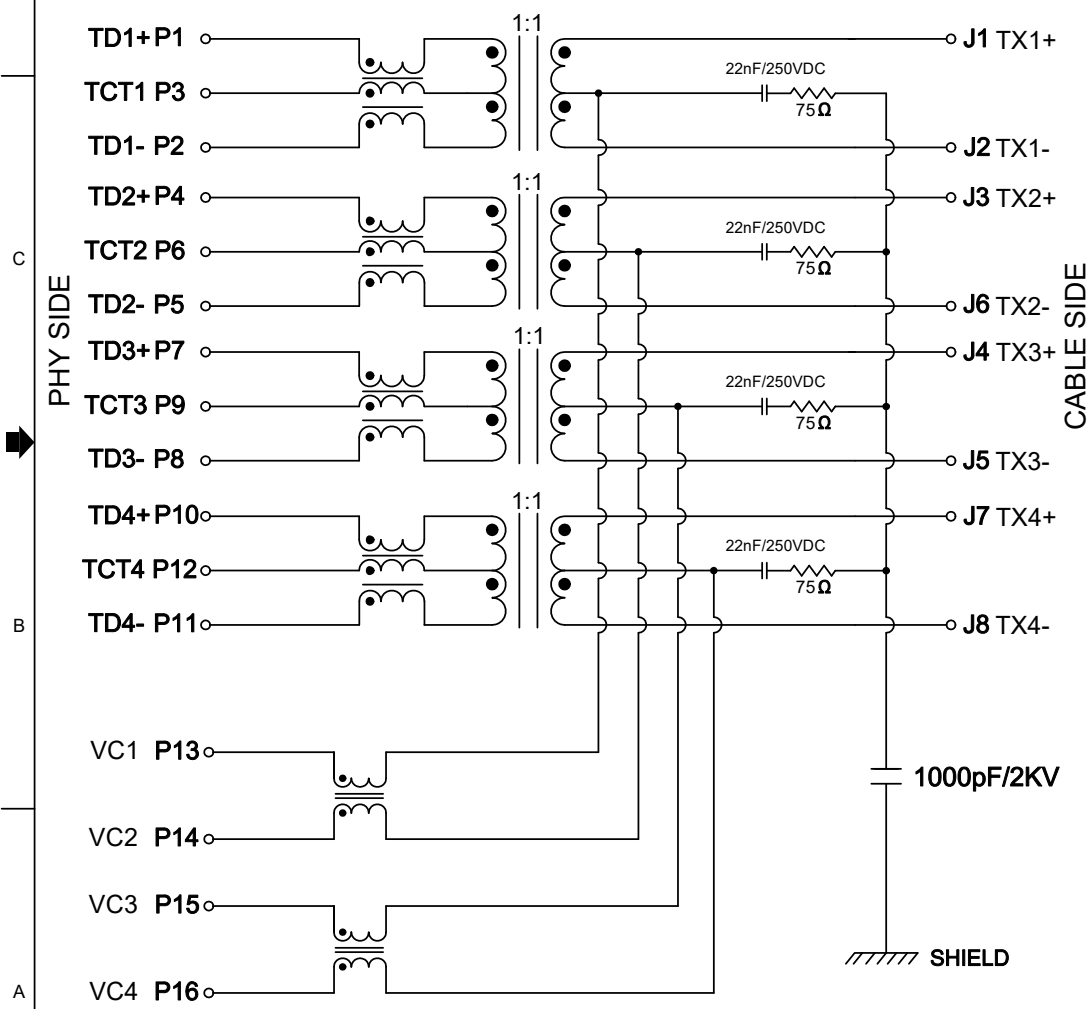 1:1
TD1+ P1
J1 TX1+
22nF/250VDC
TCT1 P3
75Ω
TD1- P2
J2 TX1-
1:1
TD2+ P4
J3 TX2+
22nF/250VDC
C
TCT2 P6
75Ω
TD2- P5
J6 TX2-
PHY SIDE
CABLE SIDE
1:1
TD3+ P7
J4 TX3+
22nF/250VDC
TCT3 P9
75Ω
TD3- P8
J5 TX3-
1:1
TD4+ P10
J7 TX4+
22nF/250VDC
TCT4 P12
75Ω
B
TD4- P11
J8 TX4-
VC1 P13
1000pF/2KV
VC2 P14
VC3 P15
SHIELD
A
VC4 P16